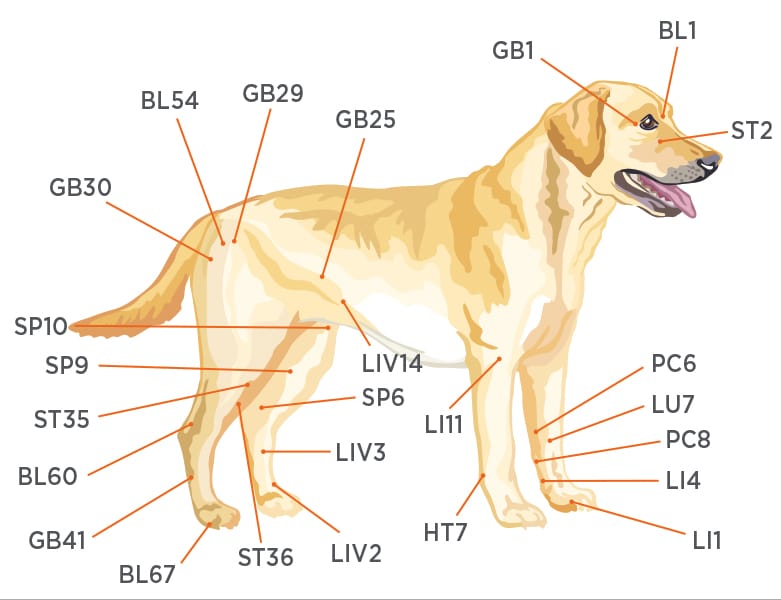 BL1
GB1
BL54
GB29
GB25
ST2
GB30
SP10
LIV14
SP9
PC6
SP6
LU7
ST35
LI11
PC8
LIV3
BL60
LI4
HT7
GB41
LI1
ST36
LIV2
BL67